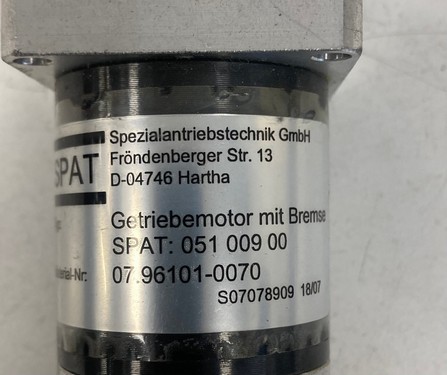 SPAT
Spezialantriebstechnik GmbH
Fröndenberger Str. 13
D-04746 Hartha
Getriebemotor mit Bremse
SPAT: 051 009 00
07.96101-0070
S07078909 18/07